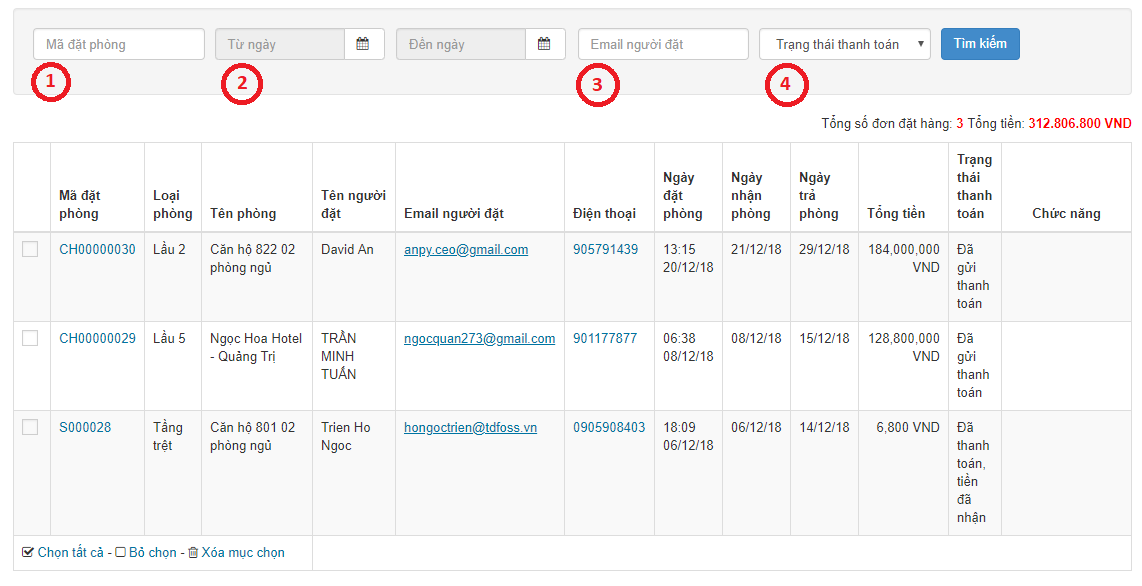 Mã đặt phòng
Từ ngày
Đến ngày
Email người đặt
Trạng thái thanh toán
Tìm kiếm
1
2
3
4
Tổng số đơn đặt hàng: 3 Tổng tiền: 312.806.800 VND
Mã đặt
phòng
Loại
phòng
Tên phòng
Tên người
đặt
Email người đặt
Điện thoại
Ngày
đặt
phòng
Ngày
nhận
phòng
Ngày
trả
phòng
Tổng tiền
Trạng
thái
thanh
toán
Chức năng
CH00000030
Lầu 2
Căn hộ 822 02
phòng ngủ
David An
anpy.ceo@gmail.com
905791439
13:15
20/12/18
21/12/18
29/12/18
184,000,000
VND
Đã
gửi
thanh
toán
CH00000029
Lầu 5
Ngọc Hoa Hotel
- Quảng Trị
TRẦN
MINH
TUẤN
ngocquan273@gmail.com
901177877
06:38
08/12/18
08/12/18
15/12/18
128,800,000
VND
Đã
gửi
thanh
toán
S000028
Tầng
trệt
Căn hộ 801 02
phòng ngủ
Trien Ho
Ngoc
hongoctrien@tdfoss.vn
0905908403
18:09
06/12/18
06/12/18
14/12/18
6,800 VND
Đã
thanh
toán,
tiền
đã
nhận
Chọn tất cả - Bỏ chọn - Xóa mục chọn